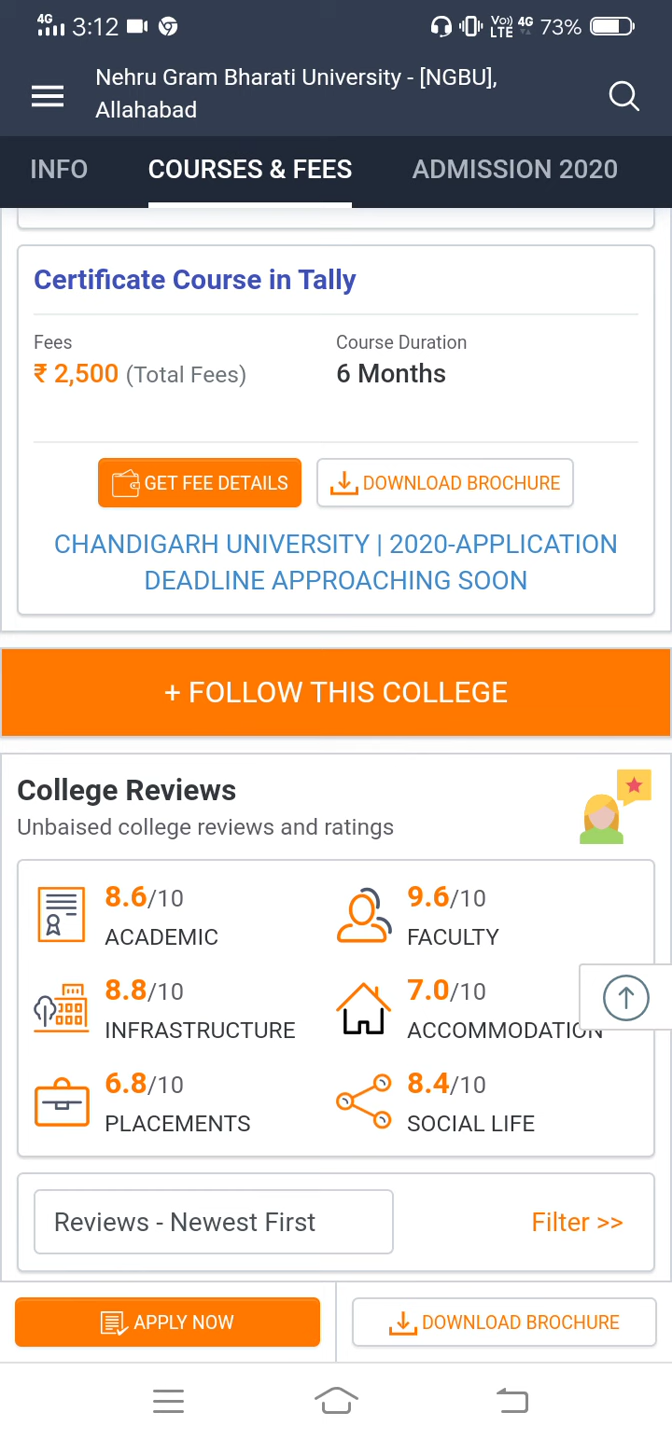 4G 3:12 Vo)) LTE 4G 73%
Nehru Gram Bharati University - [NGBU],
Allahabad
INFO COURSES & FEES ADMISSION 2020
Certificate Course in Tally
Fees Course Duration
₹ 2,500 (Total Fees) 6 Months
GET FEE DETAILS DOWNLOAD BROCHURE
CHANDIGARH UNIVERSITY | 2020-APPLICATION
DEADLINE APPROACHING SOON
+ FOLLOW THIS COLLEGE
College Reviews
Unbaised college reviews and ratings
8.6/10 9.6/10
ACADEMIC FACULTY
8.8/10 7.0/10
INFRASTRUCTURE ACCOMMODATION
6.8/10 8.4/10
PLACEMENTS SOCIAL LIFE
Reviews - Newest First Filter >>
APPLY NOW DOWNLOAD BROCHURE